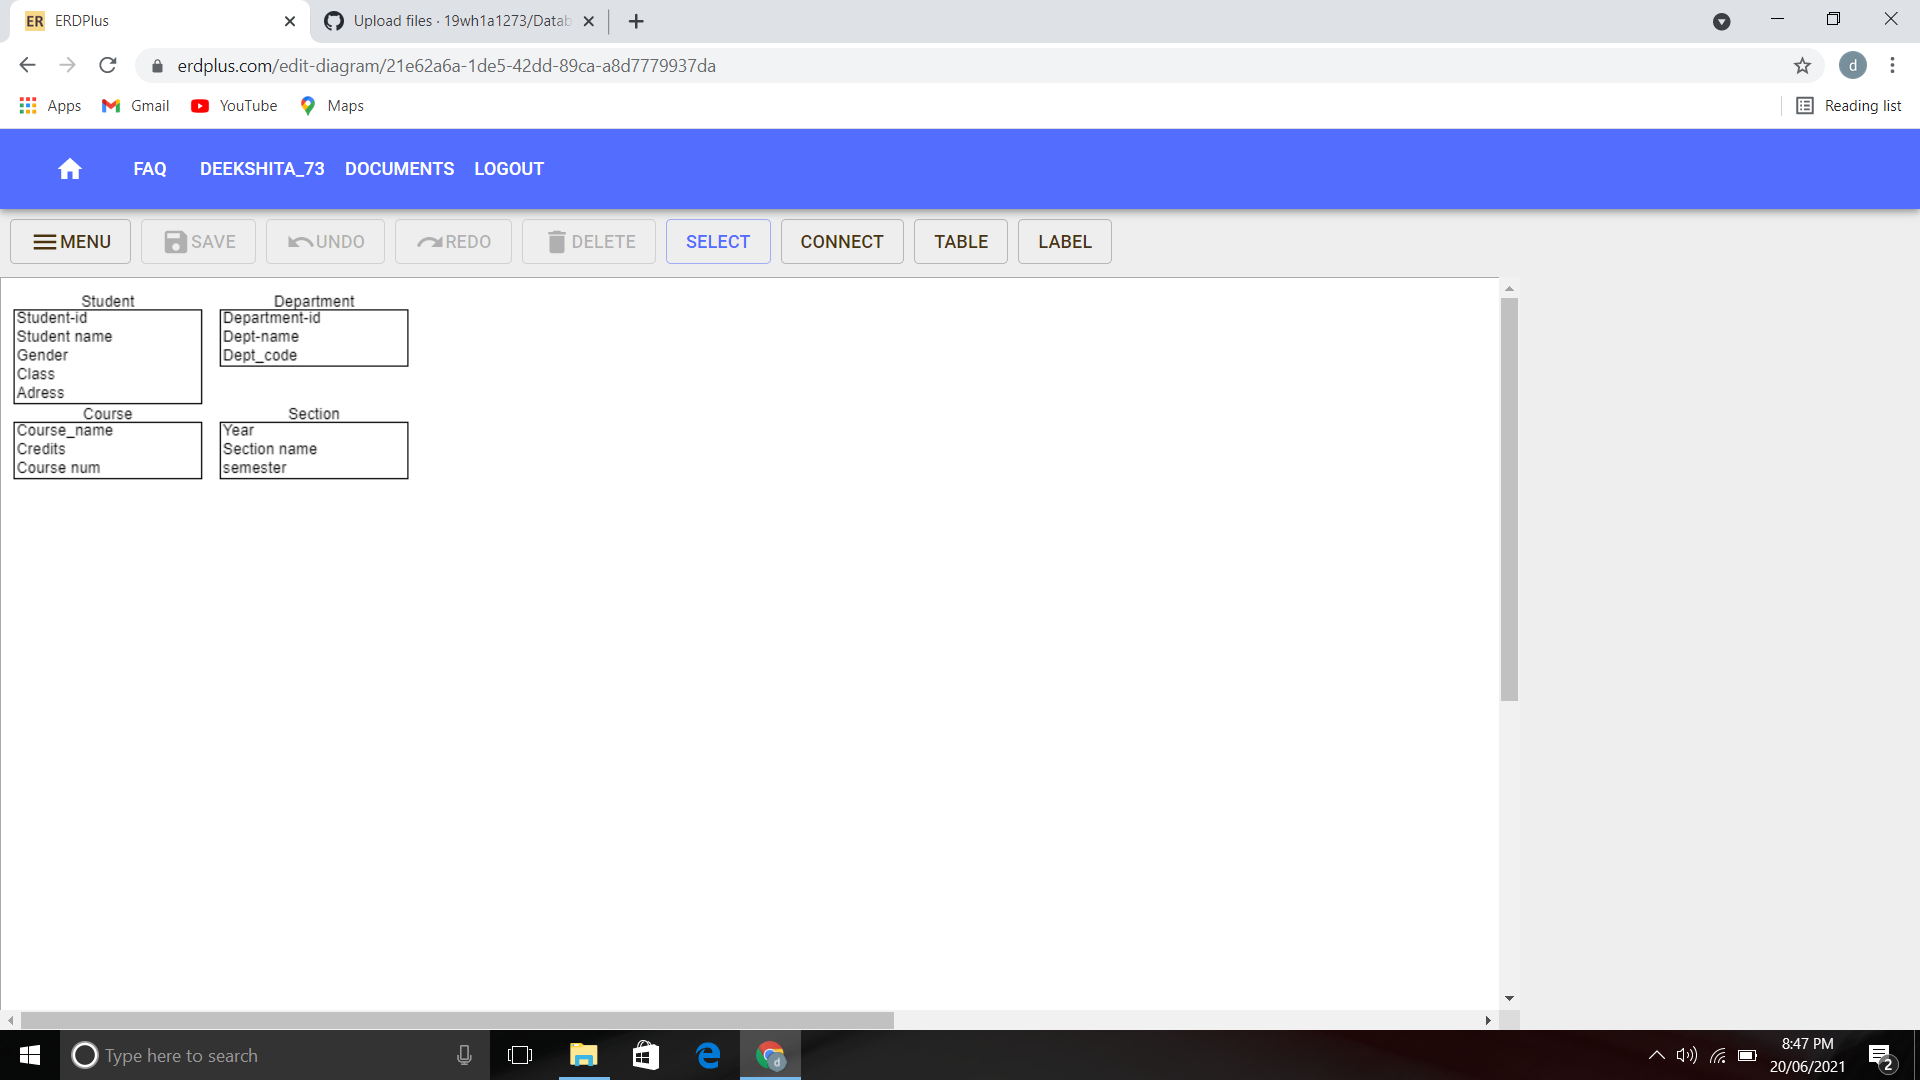 ERDPlus
Upload files · 19wh1a1273/Datab
erdplus.com/edit-diagram/21e62a6a-1de5-42dd-89ca-a8d7779937da
d
Apps
Gmail
YouTube
Maps
Reading list
FAQ
DEEKSHITA_73
DOCUMENTS
LOGOUT
MENU
SAVE
UNDO
REDO
DELETE
SELECT
CONNECT
TABLE
LABEL
Student
Student-id
Student name
Gender
Class
Adress
Department
Department-id
Dept-name
Dept_code
Course
Course_name
Credits
Course num
Section
Year
Section name
semester
Type here to search
8:47 PM
20/06/2021
2